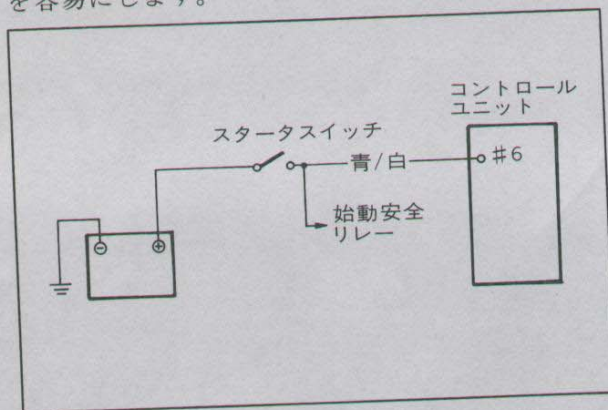 を容易にします。
コントロール
ユニット
スタータスイッチ
青/白
#6
始動安全
リレー
⊖ ⊕